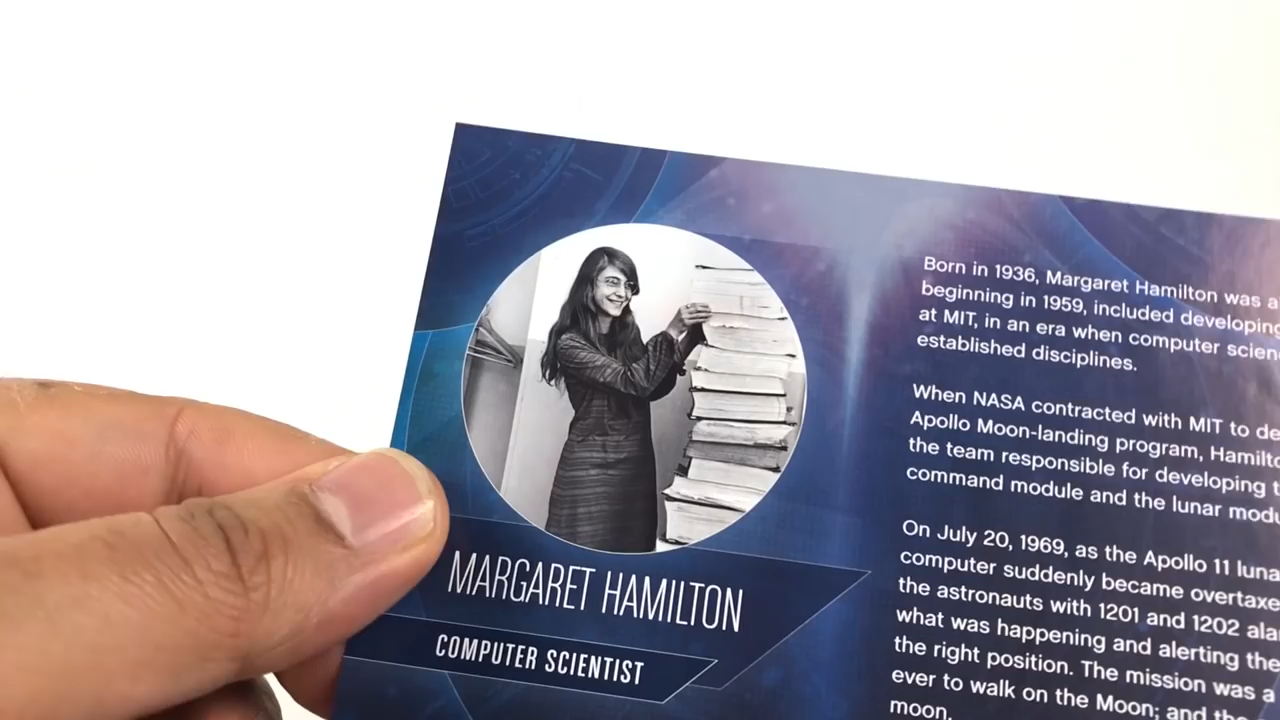 MARGARET HAMILTON
COMPUTER SCIENTIST
Born in 1936, Margaret Hamilton was a
beginning in 1959, included developing
at MIT, in an era when computer scien
established disciplines.
When NASA contracted with MIT to de
Apollo Moon-landing program, Hamilto
the team responsible for developing t
command module and the lunar modu
On July 20, 1969, as the Apollo 11 luna
computer suddenly became overtaxe
the astronauts with 1201 and 1202 ala
what was happening and alerting the
the right position. The mission was a
ever to walk on the Moon; and the
moon.